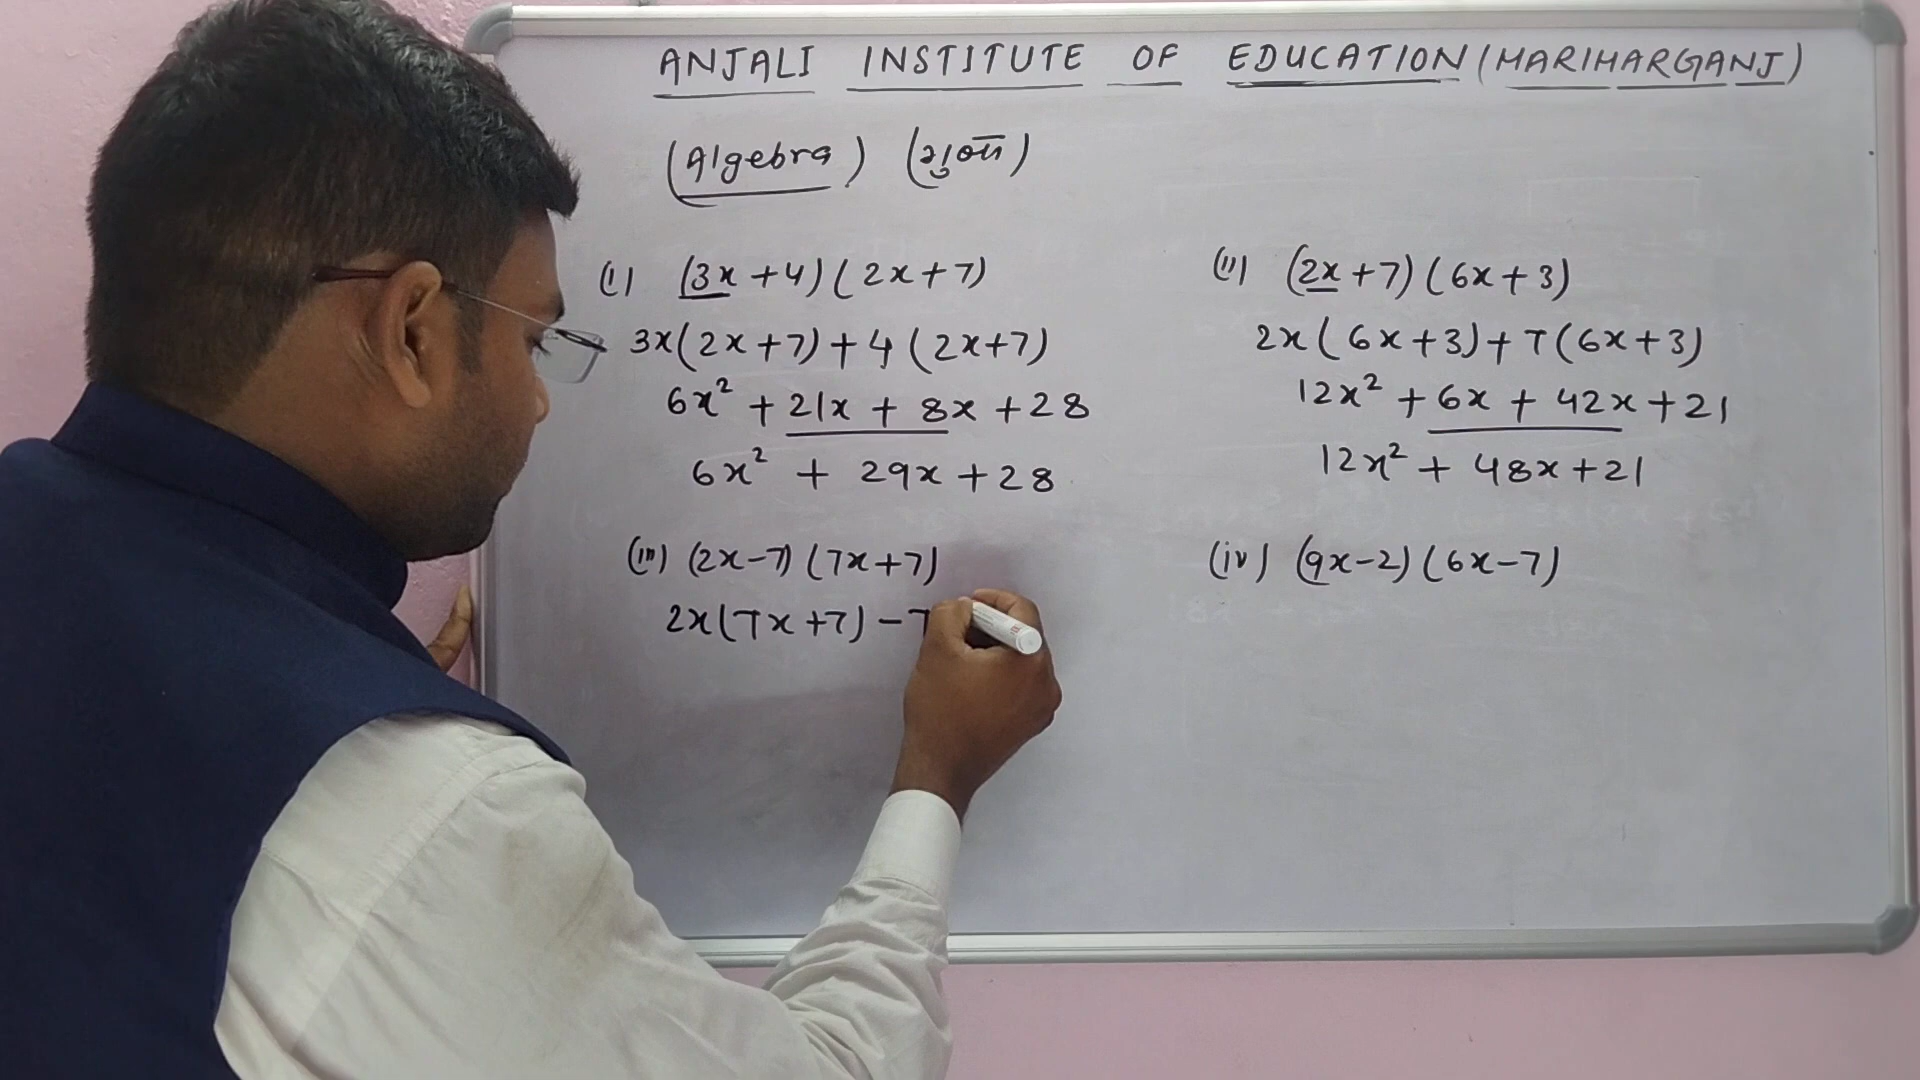 ANJALI INSTITUTE OF EDUCATION (HARIHARGANJ)
(Algebra) (गुणन)
(i) (3x+4)(2x+7)
3x(2x+7)+4(2x+7)
6x² + 21x + 8x + 28
6x² + 29x + 28
(ii) (2x+7)(6x+3)
2x(6x+3)+7(6x+3)
12x² + 6x + 42x + 21
12x² + 48x + 21
(iii) (2x-7)(7x+7)
2x(7x+7)-7
(iv) (9x-2)(6x-7)